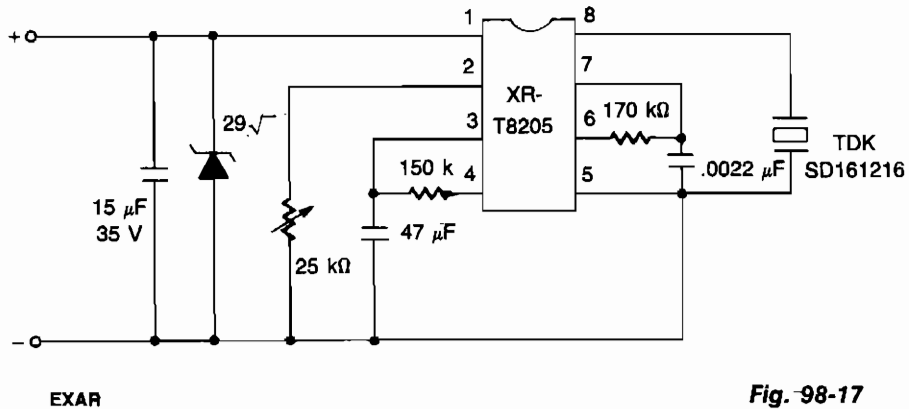 1 8
+
2 7
XR-
T8205
3 6 170 kΩ
29√
TDK
SD161216
150 k
4 5 .0022 μF
15 μF
35 V
47 μF
25 kΩ
−
EXAR
Fig. 98-17